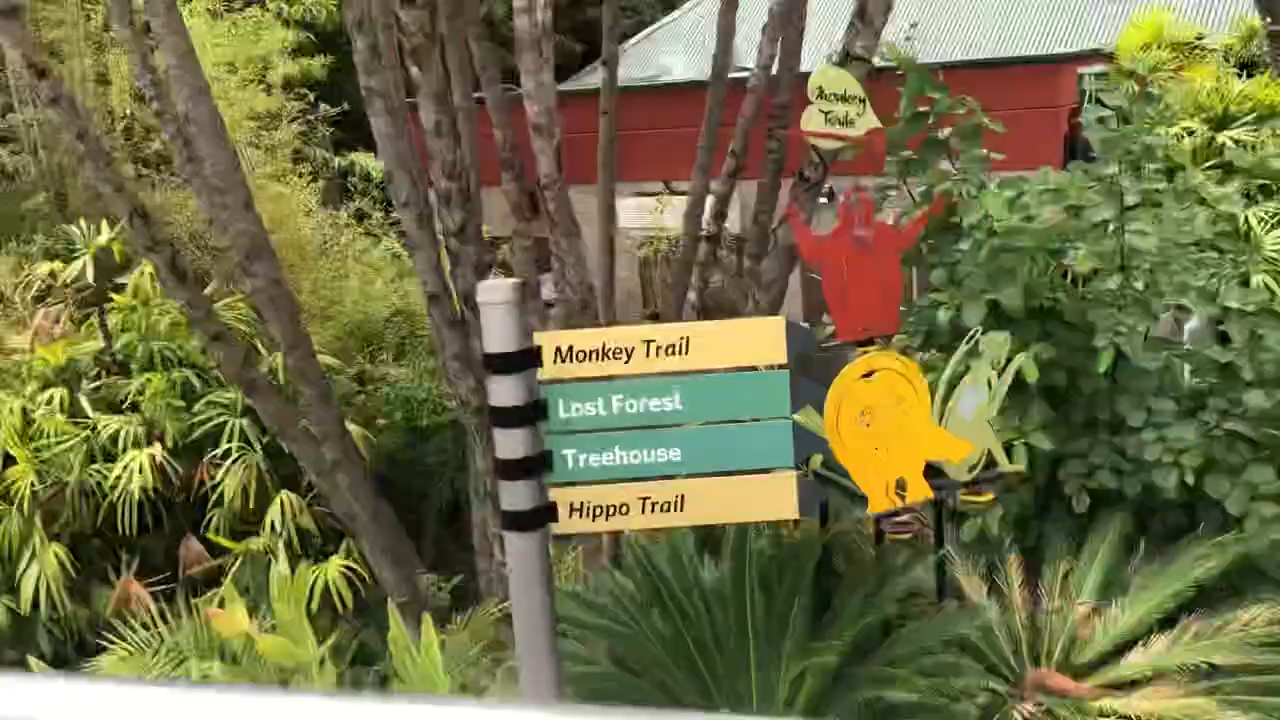 Monkey
Trails
Monkey Trail
Lost Forest
Treehouse
Hippo Trail